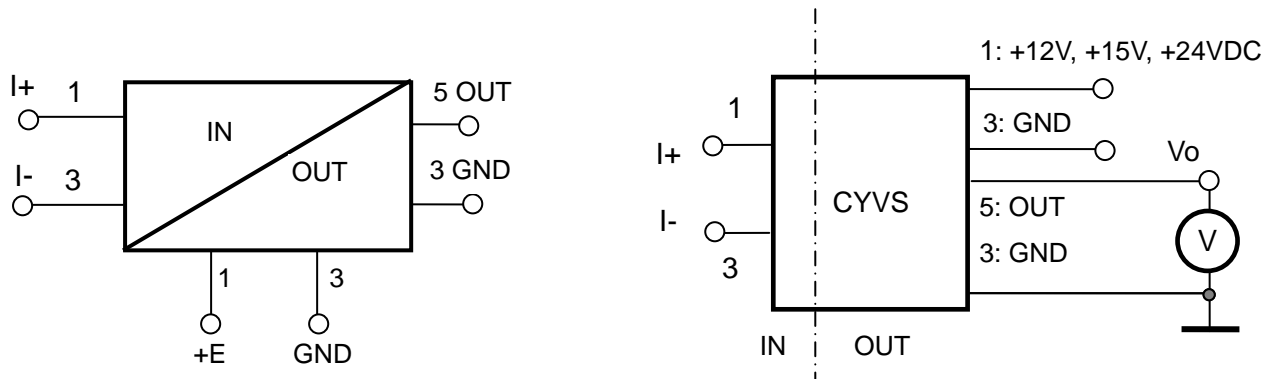 I+
1
IN
5 OUT
I-
3
OUT
3 GND
1
3
+E
GND
1: +12V, +15V, +24VDC
1
3: GND
I+
Vo
CYVS
I-
5: OUT
V
3
3: GND
IN
OUT